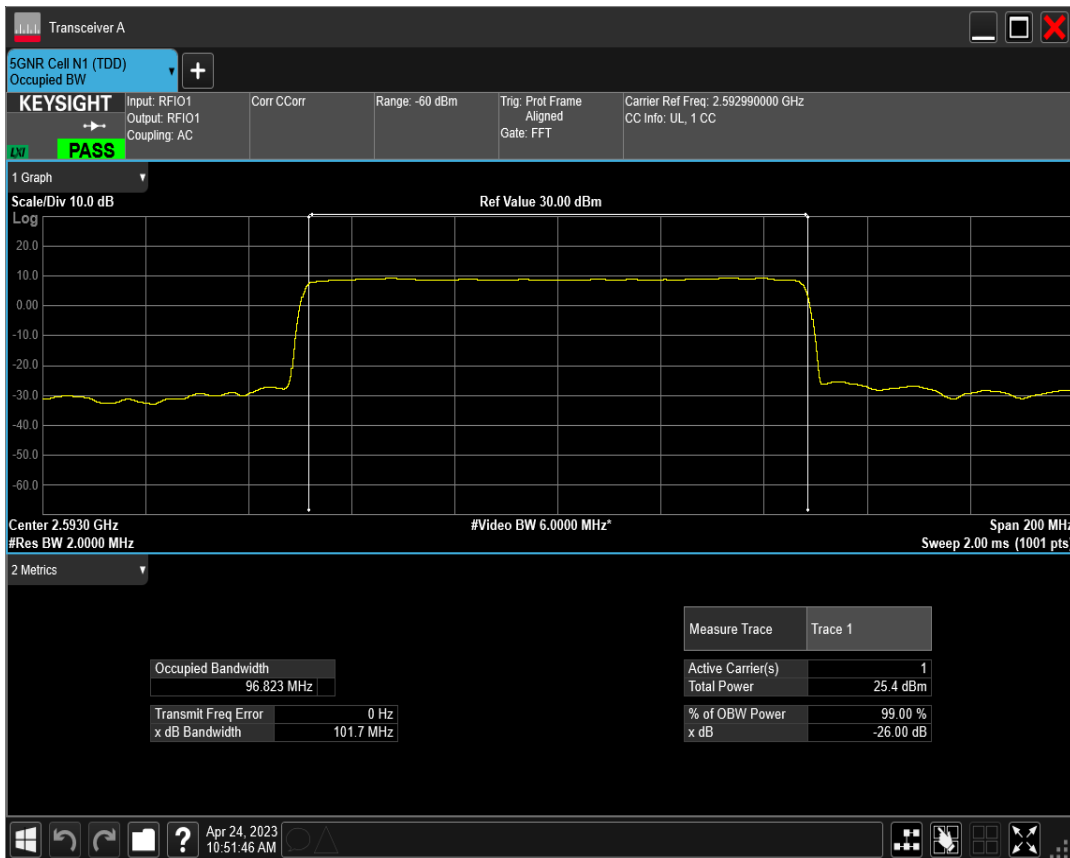 Transceiver A
5GNR Cell N1 (TDD)
Occupied BW
+
KEYSIGHT
LXI
PASS
Input: RFIO1
Output: RFIO1
Coupling: AC
Corr CCorr
Range: -60 dBm
Trig: Prot Frame
Aligned
Gate: FFT
Carrier Ref Freq: 2.592990000 GHz
CC Info: UL, 1 CC
1 Graph
Scale/Div 10.0 dB
Ref Value 30.00 dBm
Log
20.0
10.0
0.00
-10.0
-20.0
-30.0
-40.0
-50.0
-60.0
Center 2.5930 GHz
#Video BW 6.0000 MHz*
Span 200 MHz
#Res BW 2.0000 MHz
Sweep 2.00 ms (1001 pts)
2 Metrics
Measure Trace Trace 1
Occupied Bandwidth
96.823 MHz
Active Carrier(s) 1
Total Power 25.4 dBm
Transmit Freq Error 0 Hz
x dB Bandwidth 101.7 MHz
% of OBW Power 99.00 %
x dB -26.00 dB
?
Apr 24, 2023
10:51:46 AM